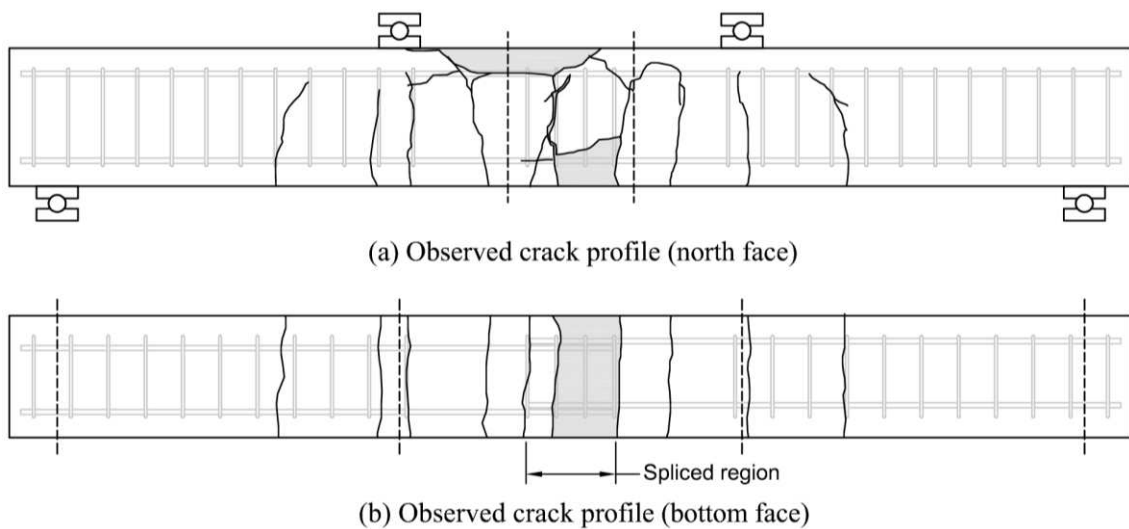 (a) Observed crack profile (north face)
Spliced region
(b) Observed crack profile (bottom face)